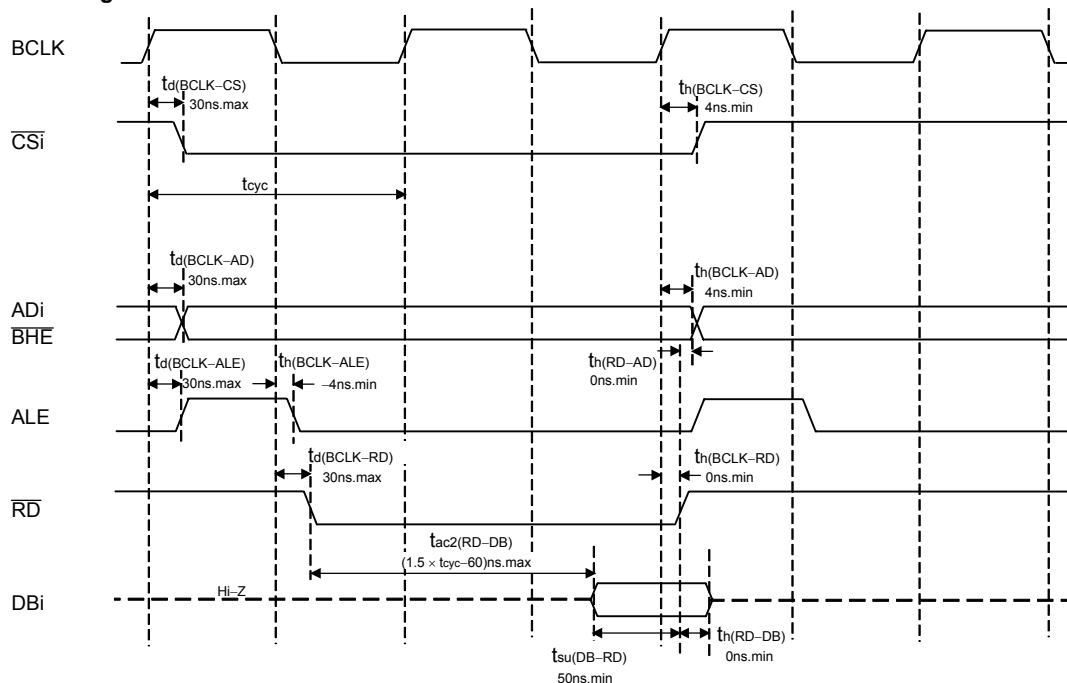 BCLK
td(BCLK–CS)
30ns.max
th(BCLK–CS)
4ns.min
CSi
tcyc
td(BCLK–AD)
30ns.max
th(BCLK–AD)
4ns.min
ADi
BHE
td(BCLK–ALE)
30ns.max
th(BCLK–ALE)
–4ns.min
th(RD–AD)
0ns.min
ALE
td(BCLK–RD)
30ns.max
th(BCLK–RD)
0ns.min
RD
tac2(RD–DB)
(1.5 × tcyc–60)ns.max
Hi–Z
DBi
tsu(DB–RD)
50ns.min
th(RD–DB)
0ns.min